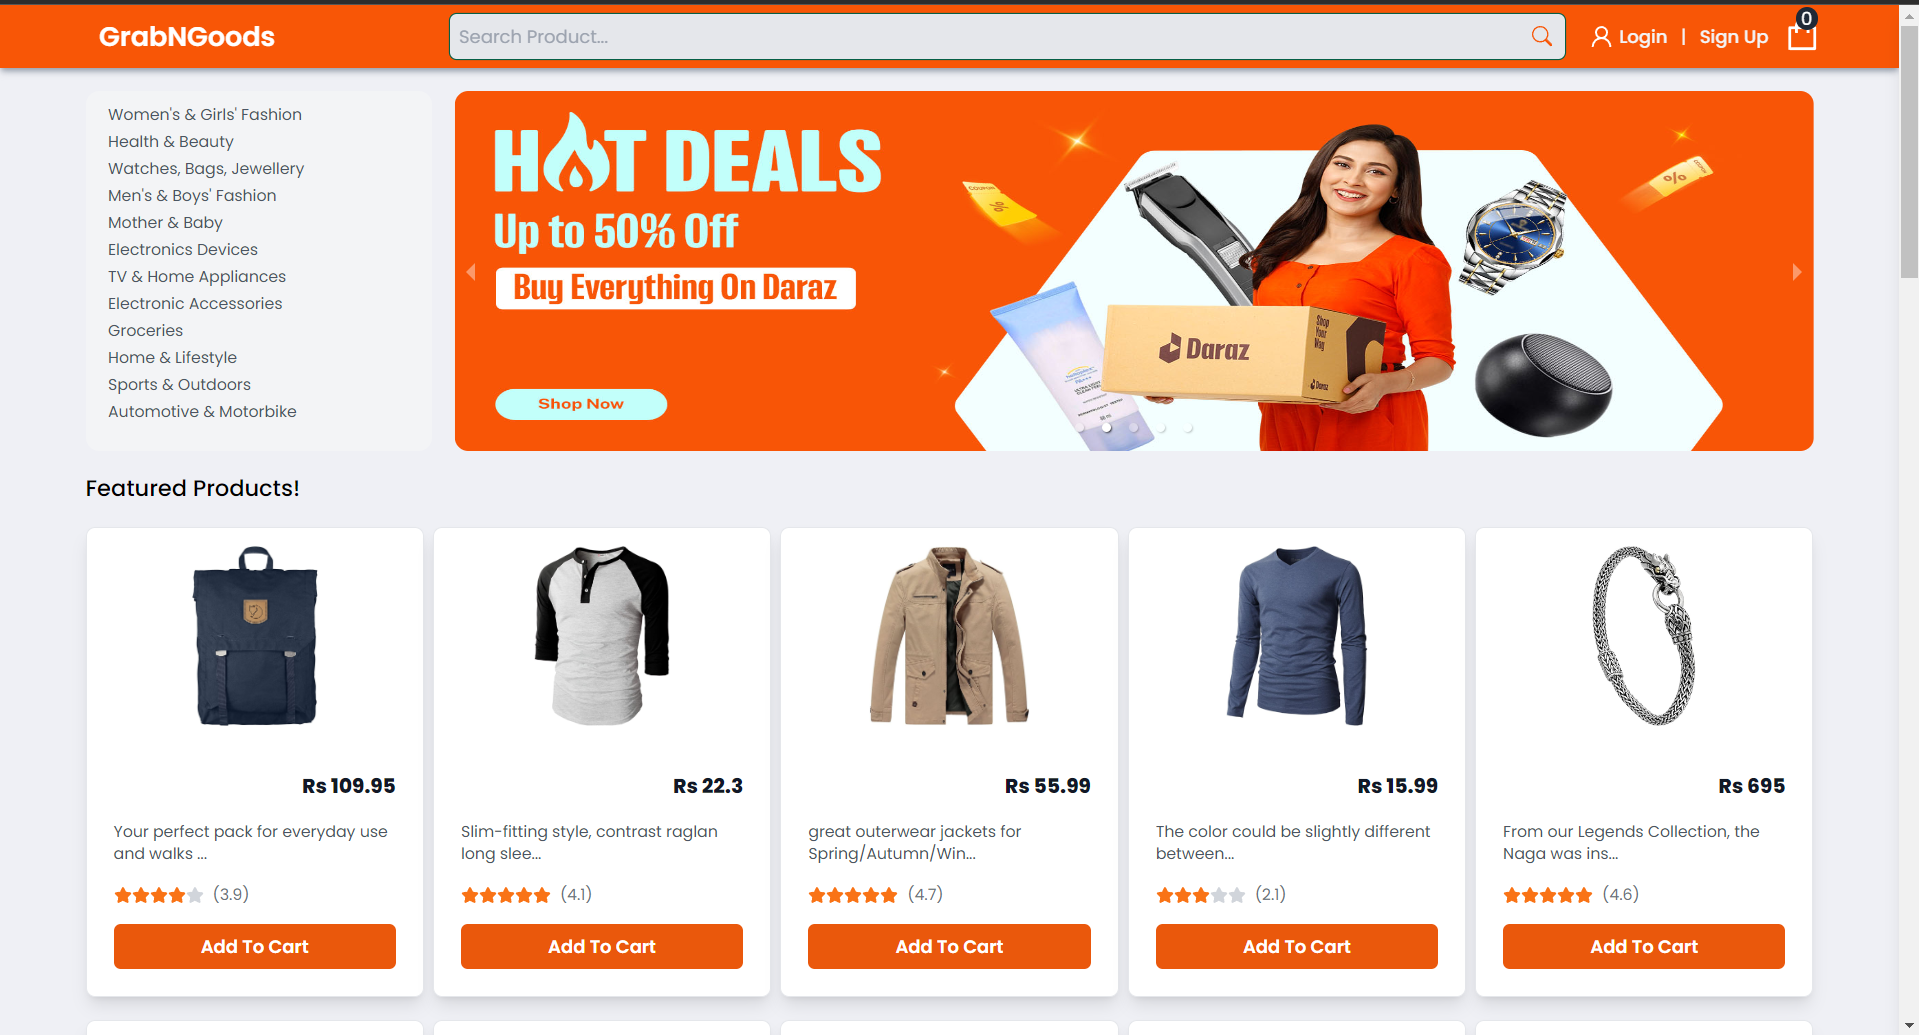 GrabNGoods
Search Product...
Login | Sign Up
0
Women's & Girls' Fashion
Health & Beauty
Watches, Bags, Jewellery
Men's & Boys' Fashion
Mother & Baby
Electronics Devices
TV & Home Appliances
Electronic Accessories
Groceries
Home & Lifestyle
Sports & Outdoors
Automotive & Motorbike
HOT DEALS
Up to 50% Off
Buy Everything On Daraz
Shop Now
COUPON
%
%
Daraz
Shop
Your
Way
Daraz
Featured Products!
Rs 109.95
Your perfect pack for everyday use
and walks ...
(3.9)
Add To Cart
Rs 22.3
Slim-fitting style, contrast raglan
long slee...
(4.1)
Add To Cart
Rs 55.99
great outerwear jackets for
Spring/Autumn/Win...
(4.7)
Add To Cart
Rs 15.99
The color could be slightly different
between...
(2.1)
Add To Cart
Rs 695
From our Legends Collection, the
Naga was ins...
(4.6)
Add To Cart